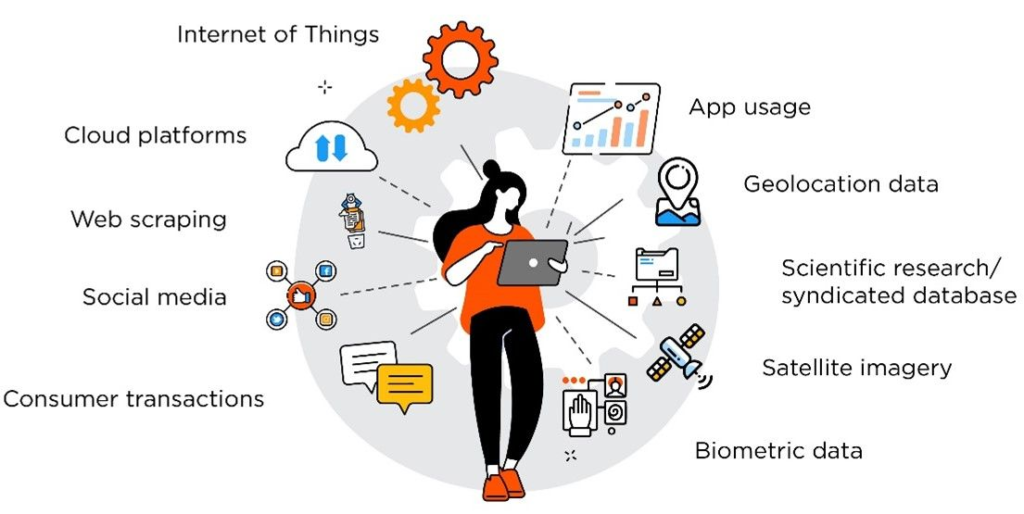 Internet of Things
Cloud platforms
Web scraping
Social media
Consumer transactions
App usage
Geolocation data
Scientific research/
syndicated database
Satellite imagery
Biometric data